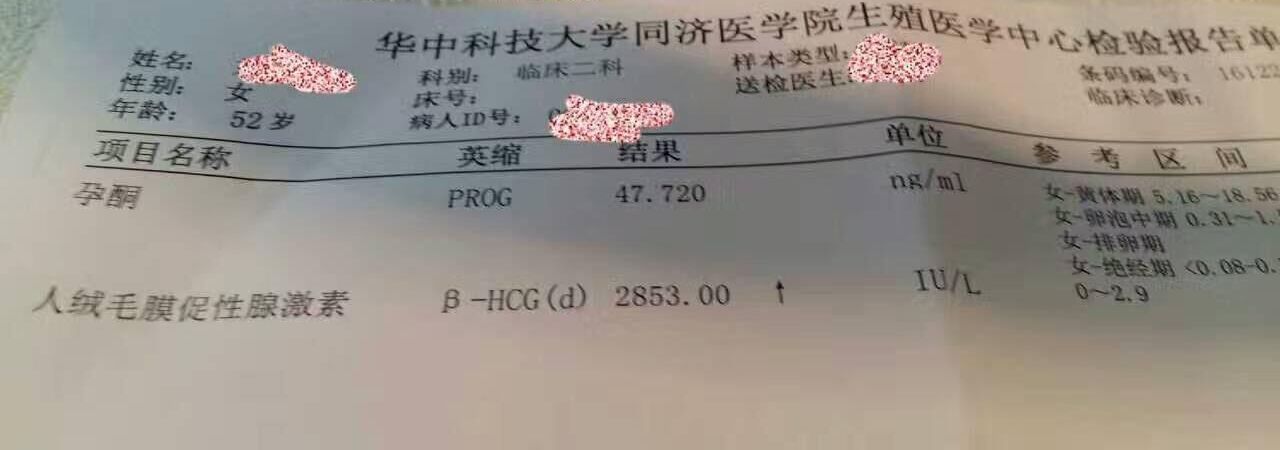 华中科技大学同济医学院生殖医学中心检验报告单
姓名: 科别: 临床二科 样本类型: 条码编号: 16122
性别: 女 床号: 送检医生: 临床诊断:
年龄: 52 岁 病人ID号:
项目名称 英缩 结果 单位 参 考 区 间
孕酮 PROG 47.720 ng/ml 女-黄体期 5.16～18.56
女-卵泡中期 0.31～1.
女-排卵期
女-绝经期 <0.08-0.
人绒毛膜促性腺激素 β-HCG(d) 2853.00 ↑ IU/L 0～2.9